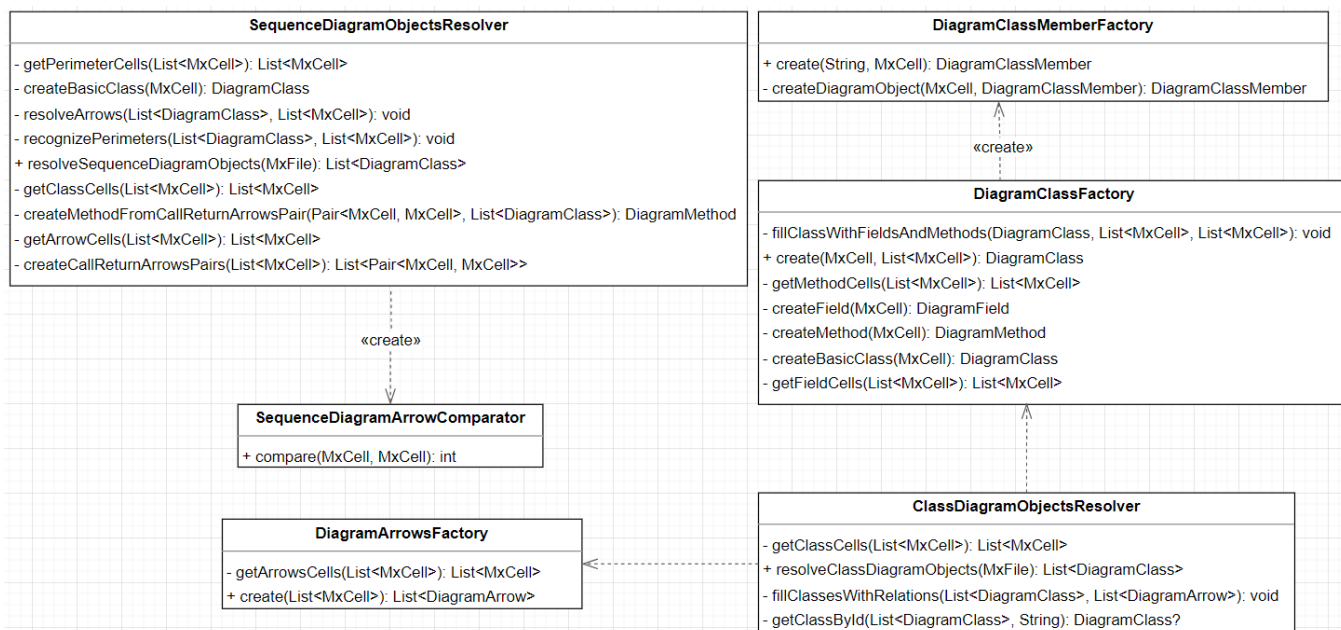 SequenceDiagramObjectsResolver
- getPerimeterCells(List<MxCell>): List<MxCell>
- createBasicClass(MxCell): DiagramClass
- resolveArrows(List<DiagramClass>, List<MxCell>): void
- recognizePerimeters(List<DiagramClass>, List<MxCell>): void
+ resolveSequenceDiagramObjects(MxFile): List<DiagramClass>
- getClassCells(List<MxCell>): List<MxCell>
- createMethodFromCallReturnArrowsPair(Pair<MxCell, MxCell>, List<DiagramClass>): DiagramMethod
- getArrowCells(List<MxCell>): List<MxCell>
- createCallReturnArrowsPairs(List<MxCell>): List<Pair<MxCell, MxCell>>
«create»
SequenceDiagramArrowComparator
+ compare(MxCell, MxCell): int
DiagramArrowsFactory
- getArrowsCells(List<MxCell>): List<MxCell>
+ create(List<MxCell>): List<DiagramArrow>
DiagramClassMemberFactory
+ create(String, MxCell): DiagramClassMember
- createDiagramObject(MxCell, DiagramClassMember): DiagramClassMember
«create»
DiagramClassFactory
- fillClassWithFieldsAndMethods(DiagramClass, List<MxCell>, List<MxCell>): void
+ create(MxCell, List<MxCell>): DiagramClass
- getMethodCells(List<MxCell>): List<MxCell>
- createField(MxCell): DiagramField
- createMethod(MxCell): DiagramMethod
- createBasicClass(MxCell): DiagramClass
- getFieldCells(List<MxCell>): List<MxCell>
ClassDiagramObjectsResolver
- getClassCells(List<MxCell>): List<MxCell>
+ resolveClassDiagramObjects(MxFile): List<DiagramClass>
- fillClassesWithRelations(List<DiagramClass>, List<DiagramArrow>): void
- getClassById(List<DiagramClass>, String): DiagramClass?